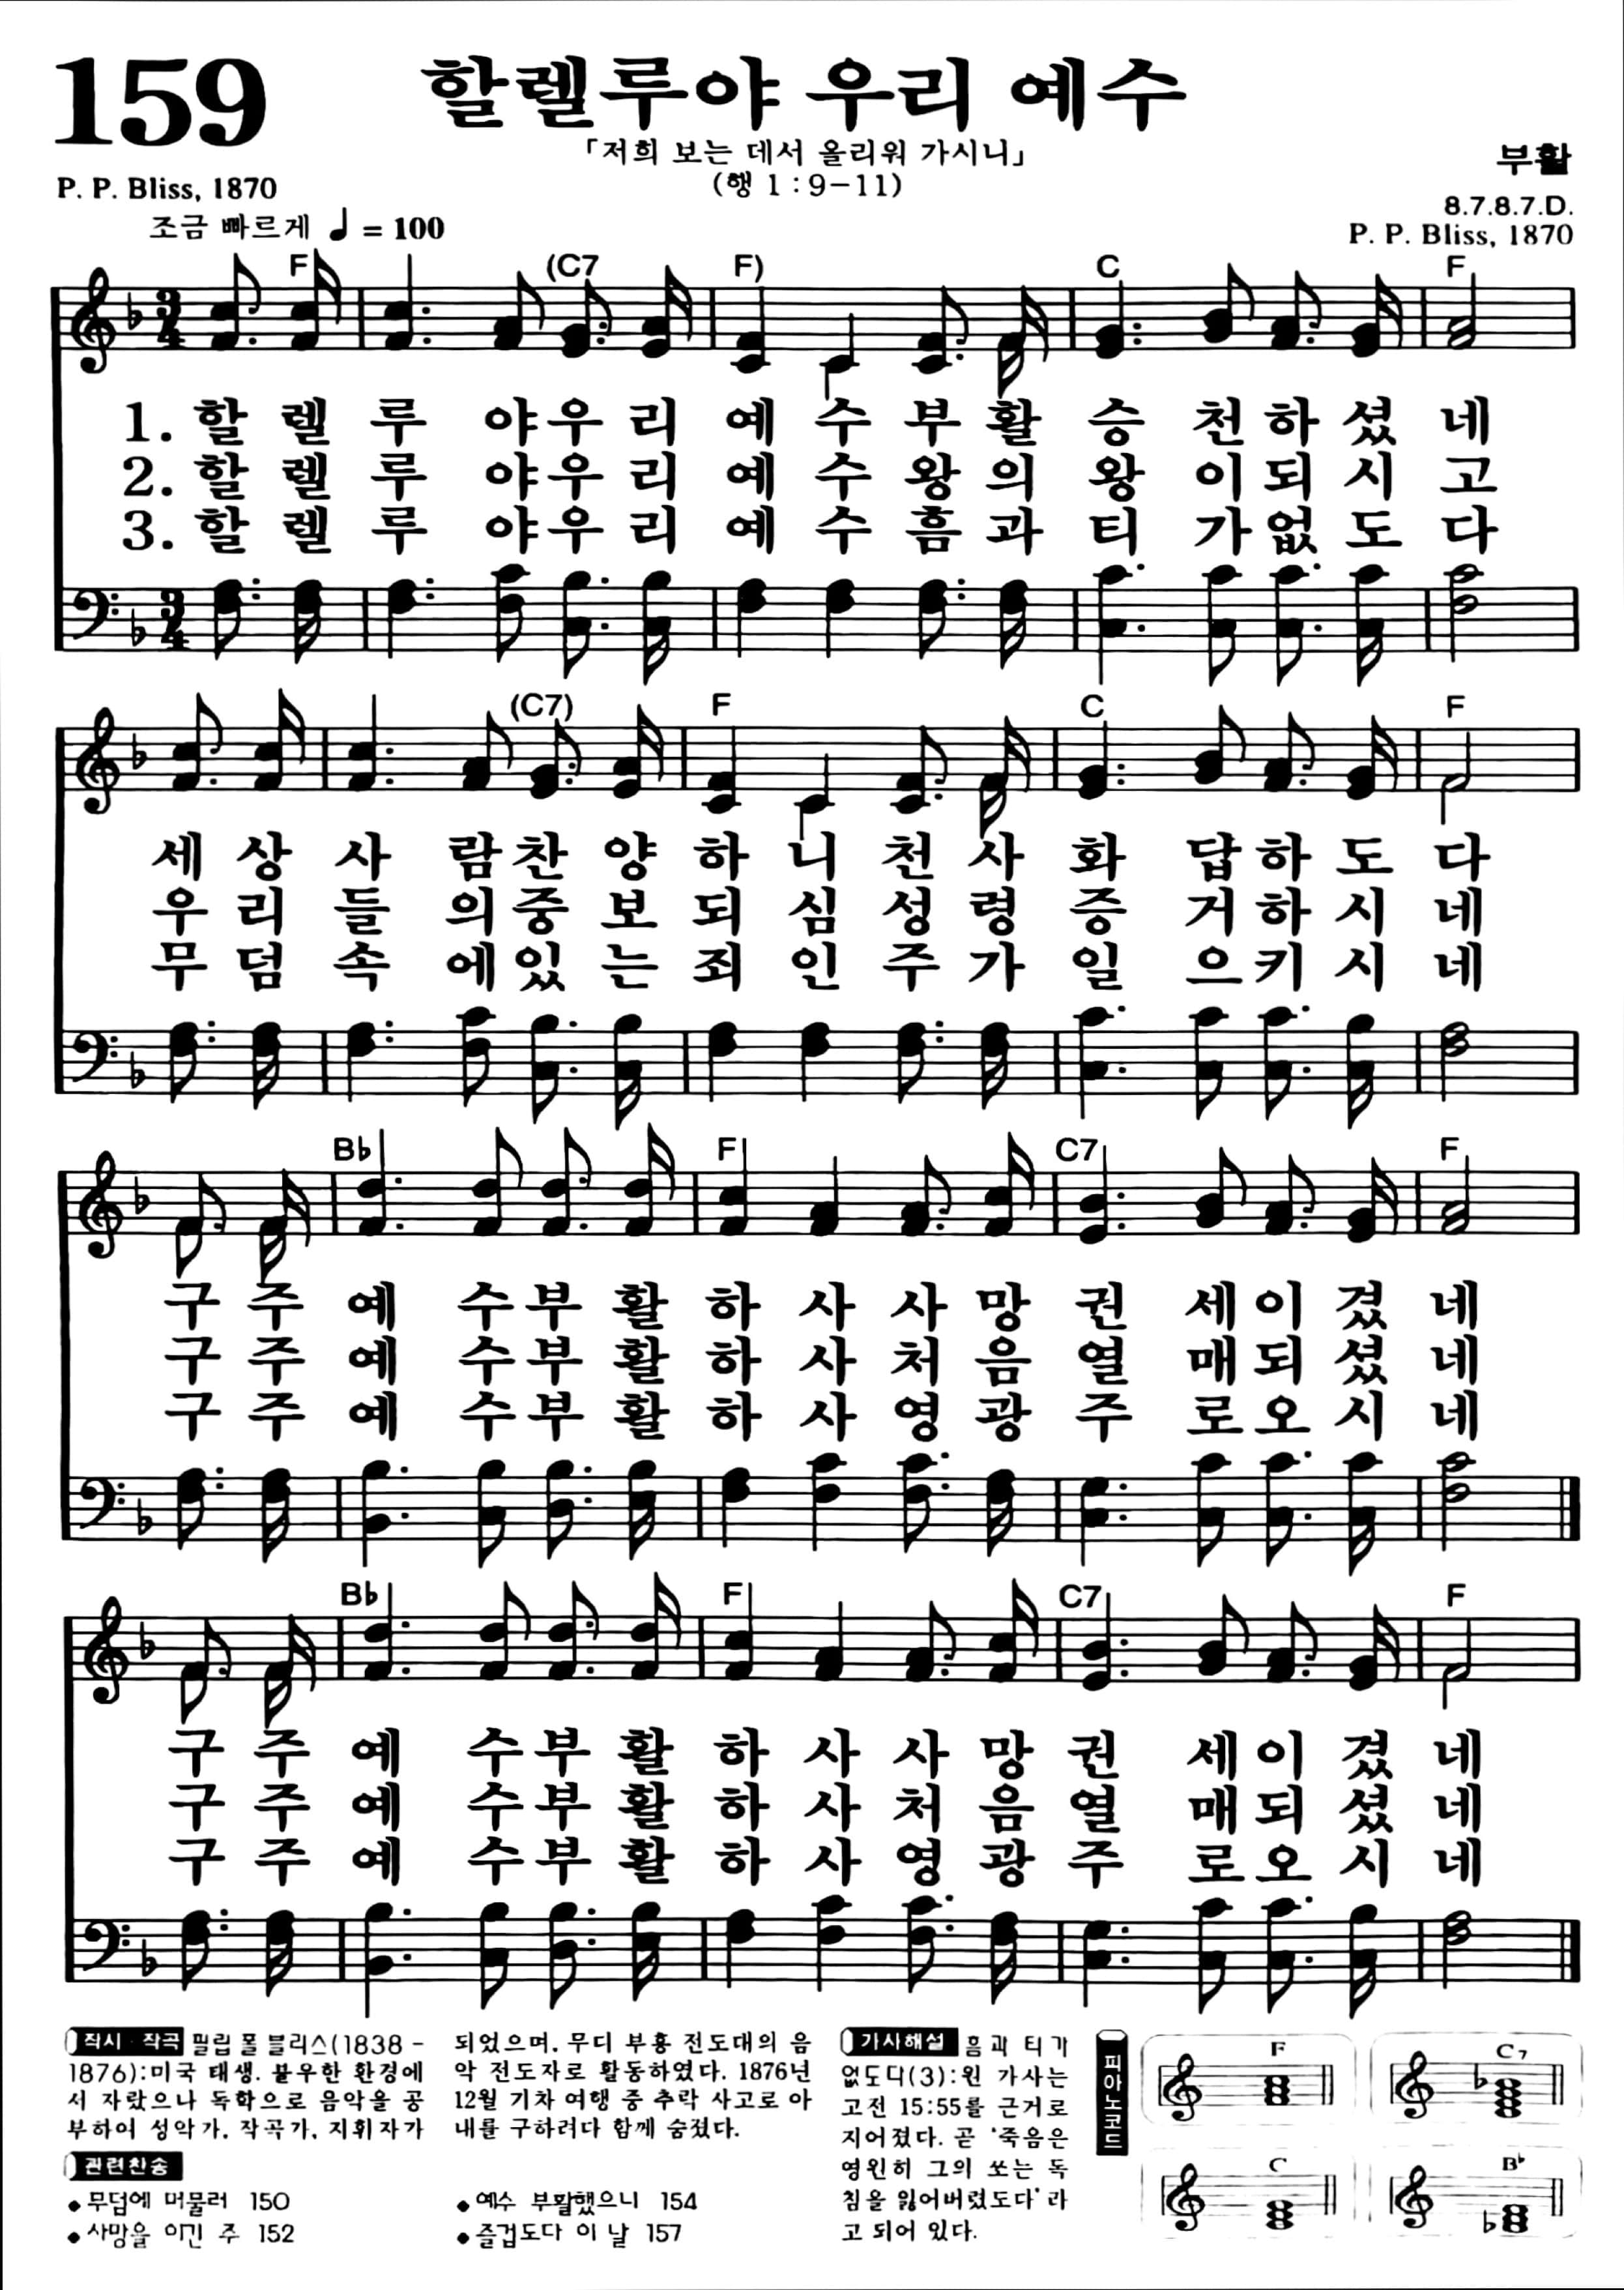 159
할렐루야 우리 예수
「저희 보는 데서 올리워 가시니」
(행 1 : 9-11)
부활
P. P. Bliss, 1870
8.7.8.7.D.
조금 빠르게 ♩ = 100
P. P. Bliss, 1870
F (C7 F) C F
1. 할 렐 루 야 우 리 예 수 부 활 승 천 하 셨 네
2. 할 렐 루 야 우 리 예 수 왕 의 왕 이 되 시 고
3. 할 렐 루 야 우 리 예 수 흠 과 티 가 없 도 다
(C7) F C F
세 상 사 람 찬 양 하 니 천 사 화 답 하 도 다
우 리 들 의 중 보 되 심 성 령 증 거 하 시 네
무 덤 속 에 있 는 죄 인 주 가 일 으 키 시 네
B♭ F C7 F
구 주 예 수 부 활 하 사 사 망 권 세 이 겼 네
구 주 예 수 부 활 하 사 처 음 열 매 되 셨 네
구 주 예 수 부 활 하 사 영 광 주 로 오 시 네
B♭ F C7 F
구 주 예 수 부 활 하 사 사 망 권 세 이 겼 네
구 주 예 수 부 활 하 사 처 음 열 매 되 셨 네
구 주 예 수 부 활 하 사 영 광 주 로 오 시 네
작시·작곡 필립 폴 블리스(1838 -
1876):미국 태생. 불우한 환경에
서 자랐으나 독학으로 음악을 공
부하여 성악가, 작곡가, 지휘자가
되었으며, 무디 부흥 전도대의 음
악 전도자로 활동하였다. 1876년
12월 기차 여행 중 추락 사고로 아
내를 구하려다 함께 숨졌다.
관련찬송
● 무덤에 머물러 150
● 사망을 이긴 주 152
● 예수 부활했으니 154
● 즐겁도다 이 날 157
가사해설 흠과 티가
없도다(3):원 가사는
고전 15:55를 근거로
지어졌다. 곧 '죽음은
영원히 그의 쏘는 독
침을 잃어버렸도다'라
고 되어 있다.
피아노코드
F
C7
C
B♭